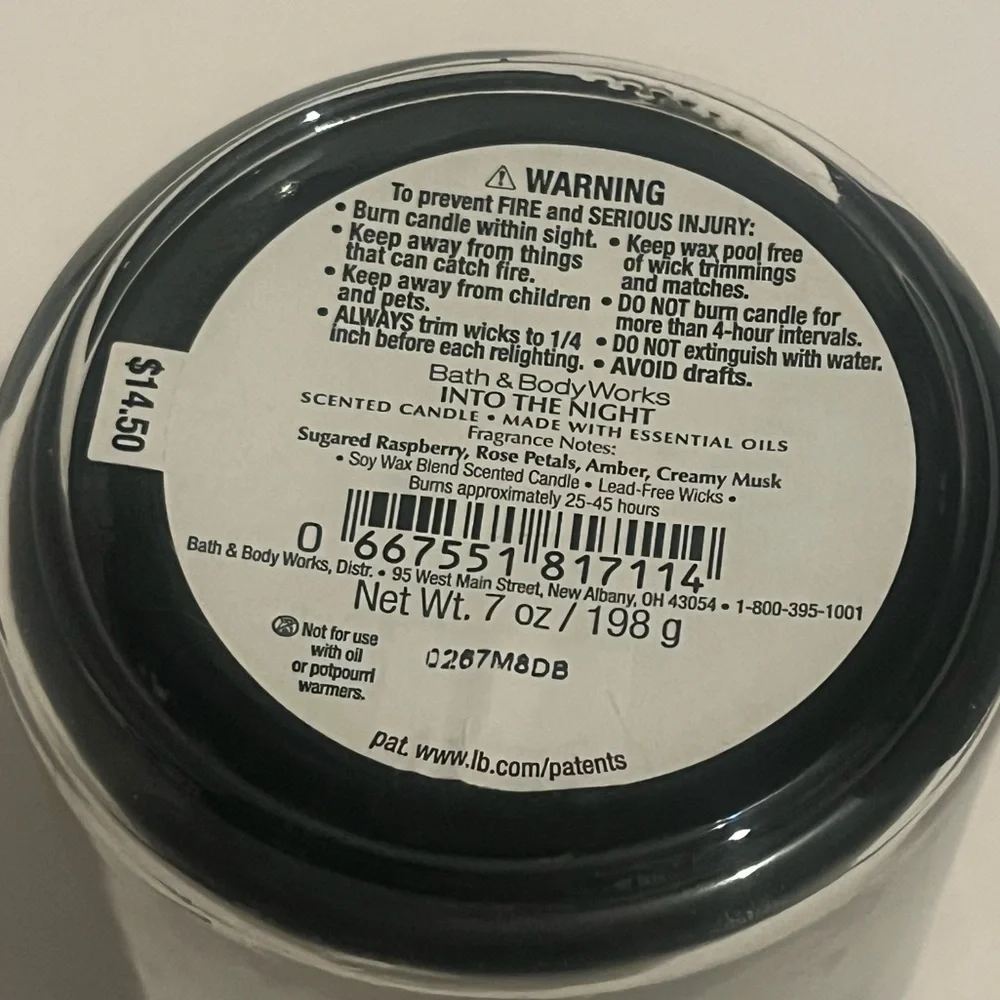 WARNING
To prevent FIRE and SERIOUS INJURY:
• Burn candle within sight.
• Keep away from things
that can catch fire.
• Keep away from children
and pets.
• ALWAYS trim wicks to 1/4
inch before each relighting.
• Keep wax pool free
of wick trimmings
and matches.
• DO NOT burn candle for
more than 4-hour intervals.
• DO NOT extinguish with water.
• AVOID drafts.
Bath & Body Works
INTO THE NIGHT
SCENTED CANDLE • MADE WITH ESSENTIAL OILS
Fragrance Notes:
Sugared Raspberry, Rose Petals, Amber, Creamy Musk
• Soy Wax Blend Scented Candle • Lead-Free Wicks •
Burns approximately 25-45 hours
0 667551 817114
Bath & Body Works, Distr. • 95 West Main Street, New Albany, OH 43054 • 1-800-395-1001
Net Wt. 7 oz / 198 g
Not for use
with oil
or potpourri
warmers.
0267M8DB
pat. www.lb.com/patents
$14.50